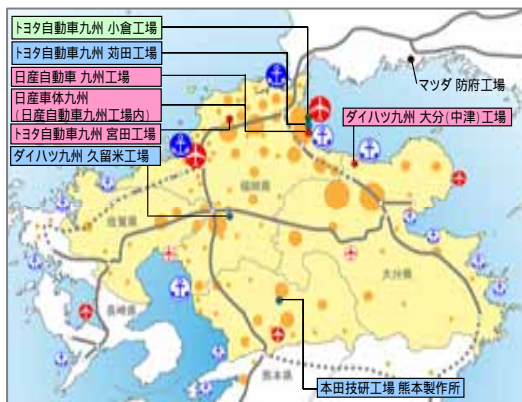 トヨタ自動車九州 小倉工場
トヨタ自動車九州 苅田工場
日産自動車 九州工場
日産車体九州
(日産自動車九州工場内)
トヨタ自動車九州 宮田工場
ダイハツ九州 久留米工場
マツダ 防府工場
ダイハツ九州 大分(中津)工場
福岡県
佐賀県
大分県
長崎県
熊本県
本田技研工場 熊本製作所